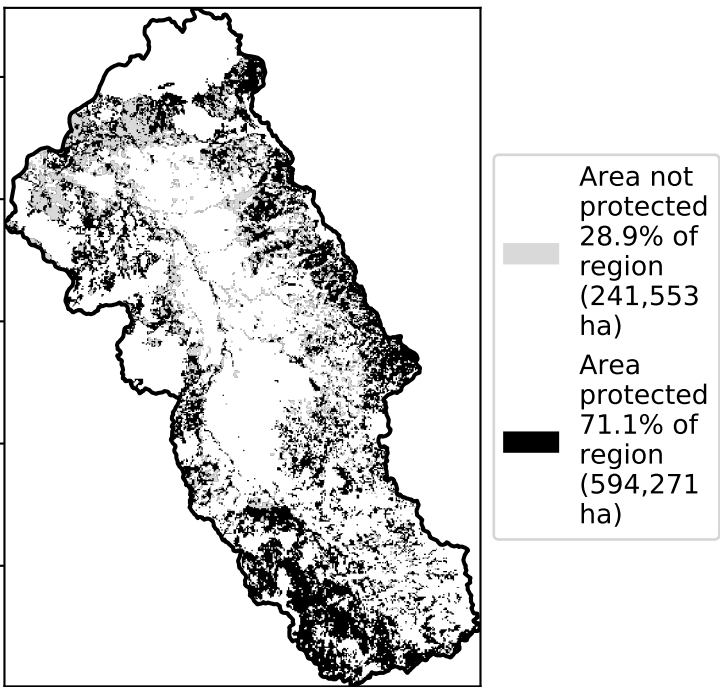 Area not
protected
28.9% of
region
(241,553
ha)
Area
protected
71.1% of
region
(594,271
ha)